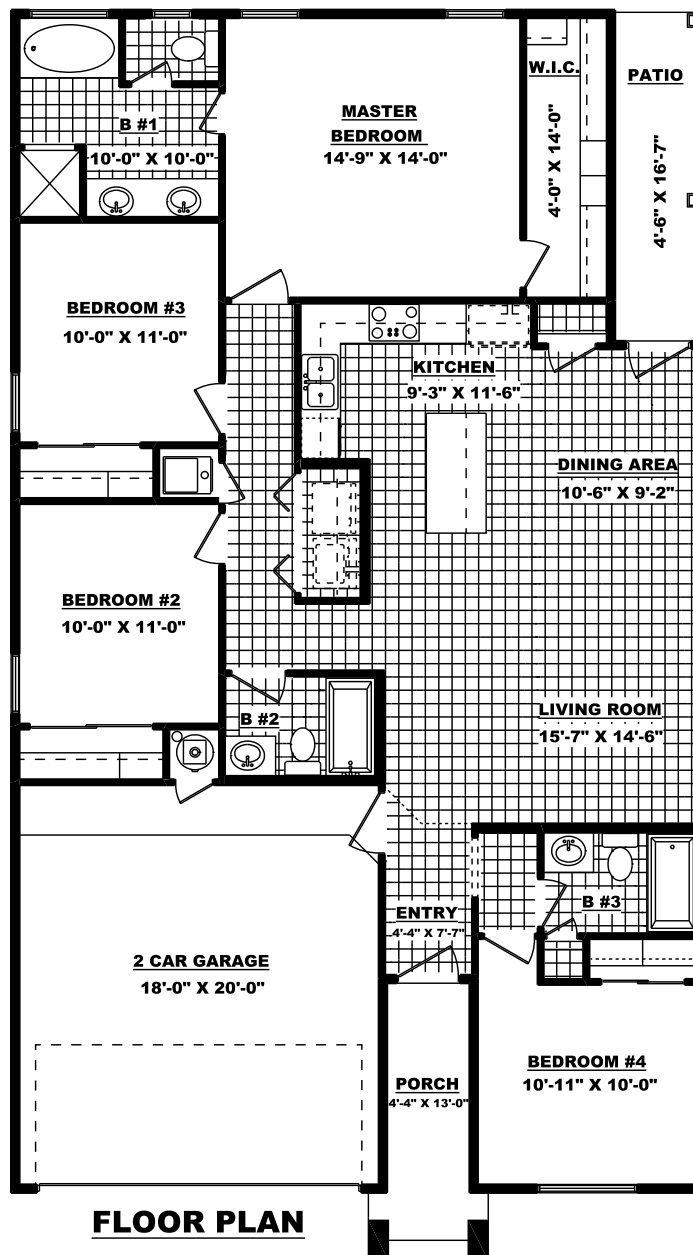 W.I.C.
4'-0" X 14'-0"
PATIO
4'-6" X 16'-7"
MASTER
BEDROOM
14'-9" X 14'-0"
B #1
10'-0" X 10'-0"
BEDROOM #3
10'-0" X 11'-0"
KITCHEN
9'-3" X 11'-6"
DINING AREA
10'-6" X 9'-2"
BEDROOM #2
10'-0" X 11'-0"
B #2
LIVING ROOM
15'-7" X 14'-6"
B #3
ENTRY
4'-4" X 7'-7"
2 CAR GARAGE
18'-0" X 20'-0"
BEDROOM #4
10'-11" X 10'-0"
PORCH
4'-4" X 13'-0"
FLOOR PLAN